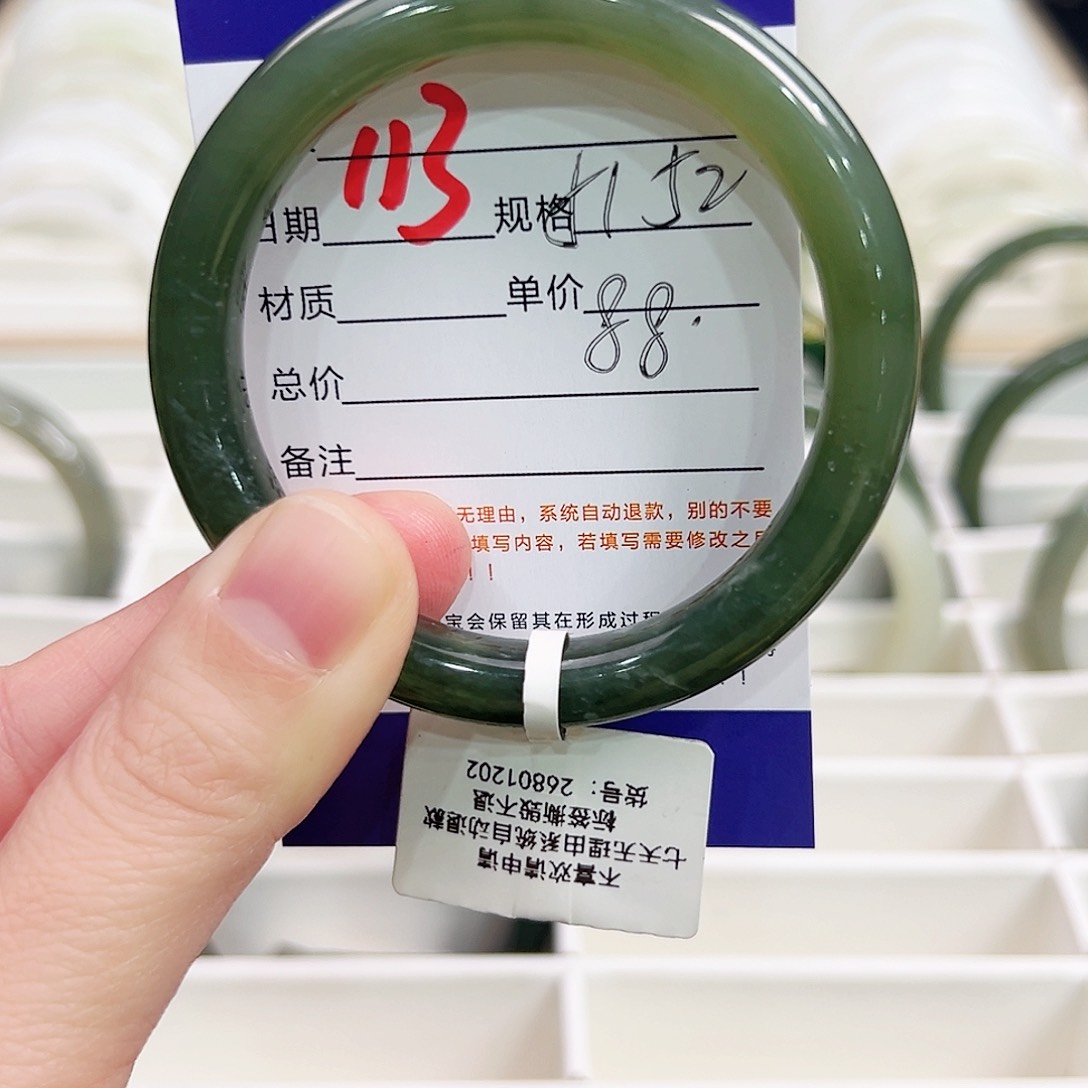 113
日期 规格 52
材质 单价 88.
总价
备注
无理由，系统自动退款，别的不要
填写内容，若填写需要修改之后
！！
宝会保留其在形成过程
！
不喜欢请申请
七天无理由系统自动退款
标签撕毁不退
货号：26801202